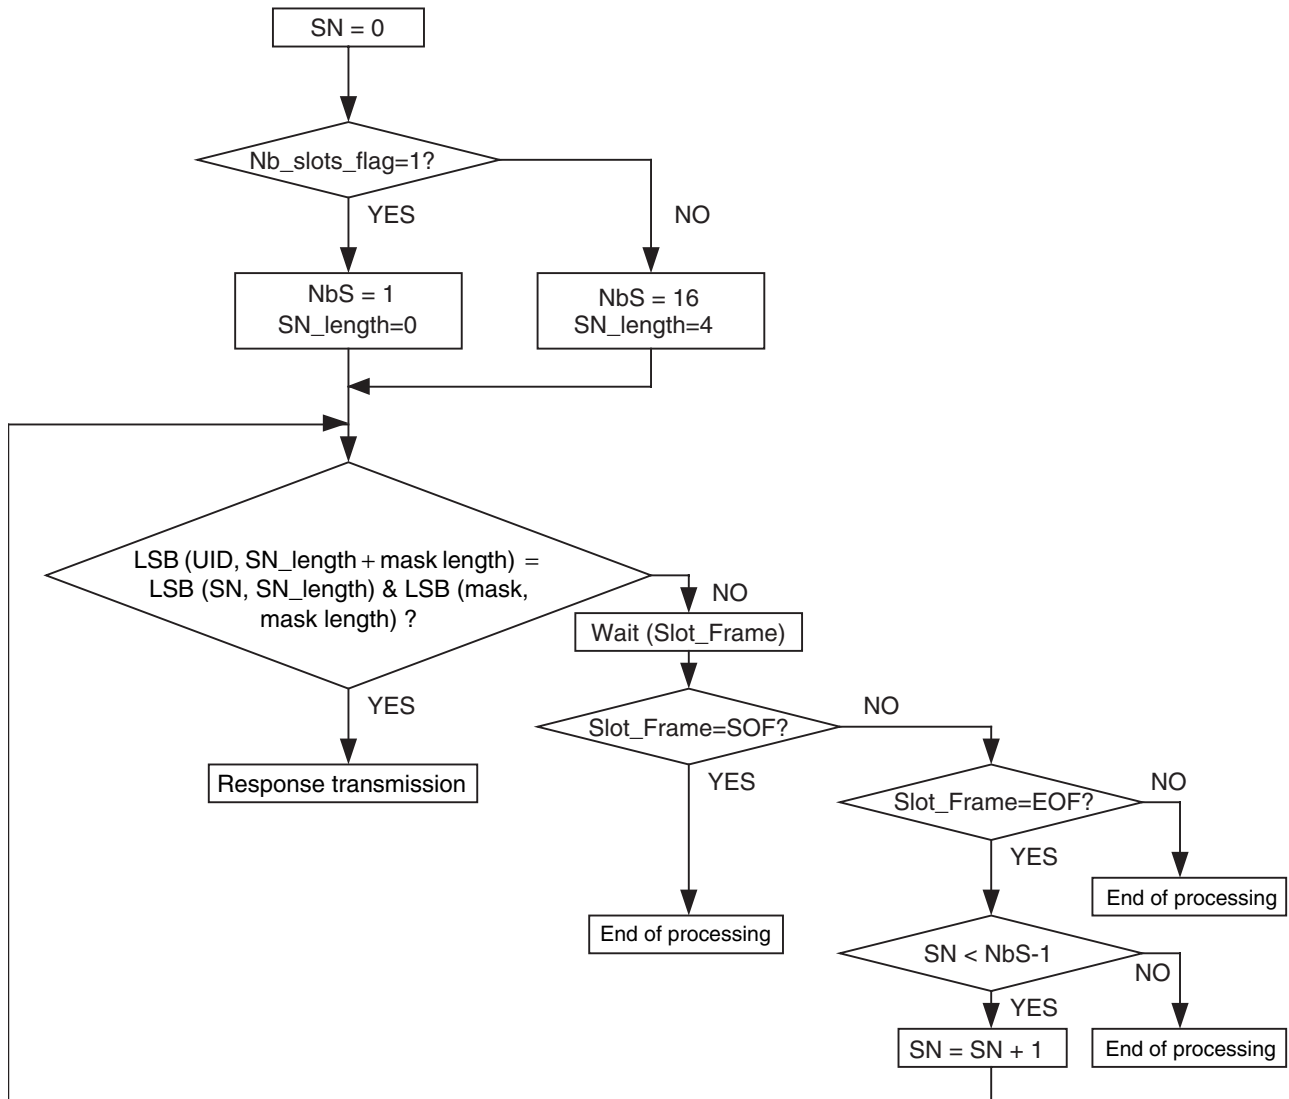 SN = 0
Nb_slots_flag=1?
YES
NO
NbS = 1
SN_length=0
NbS = 16
SN_length=4
LSB (UID, SN_length + mask length) =
LSB (SN, SN_length) & LSB (mask,
mask length) ?
NO
Wait (Slot_Frame)
YES
Response transmission
Slot_Frame=SOF?
NO
YES
End of processing
Slot_Frame=EOF?
NO
YES
End of processing
SN < NbS-1
NO
YES
SN = SN + 1
End of processing